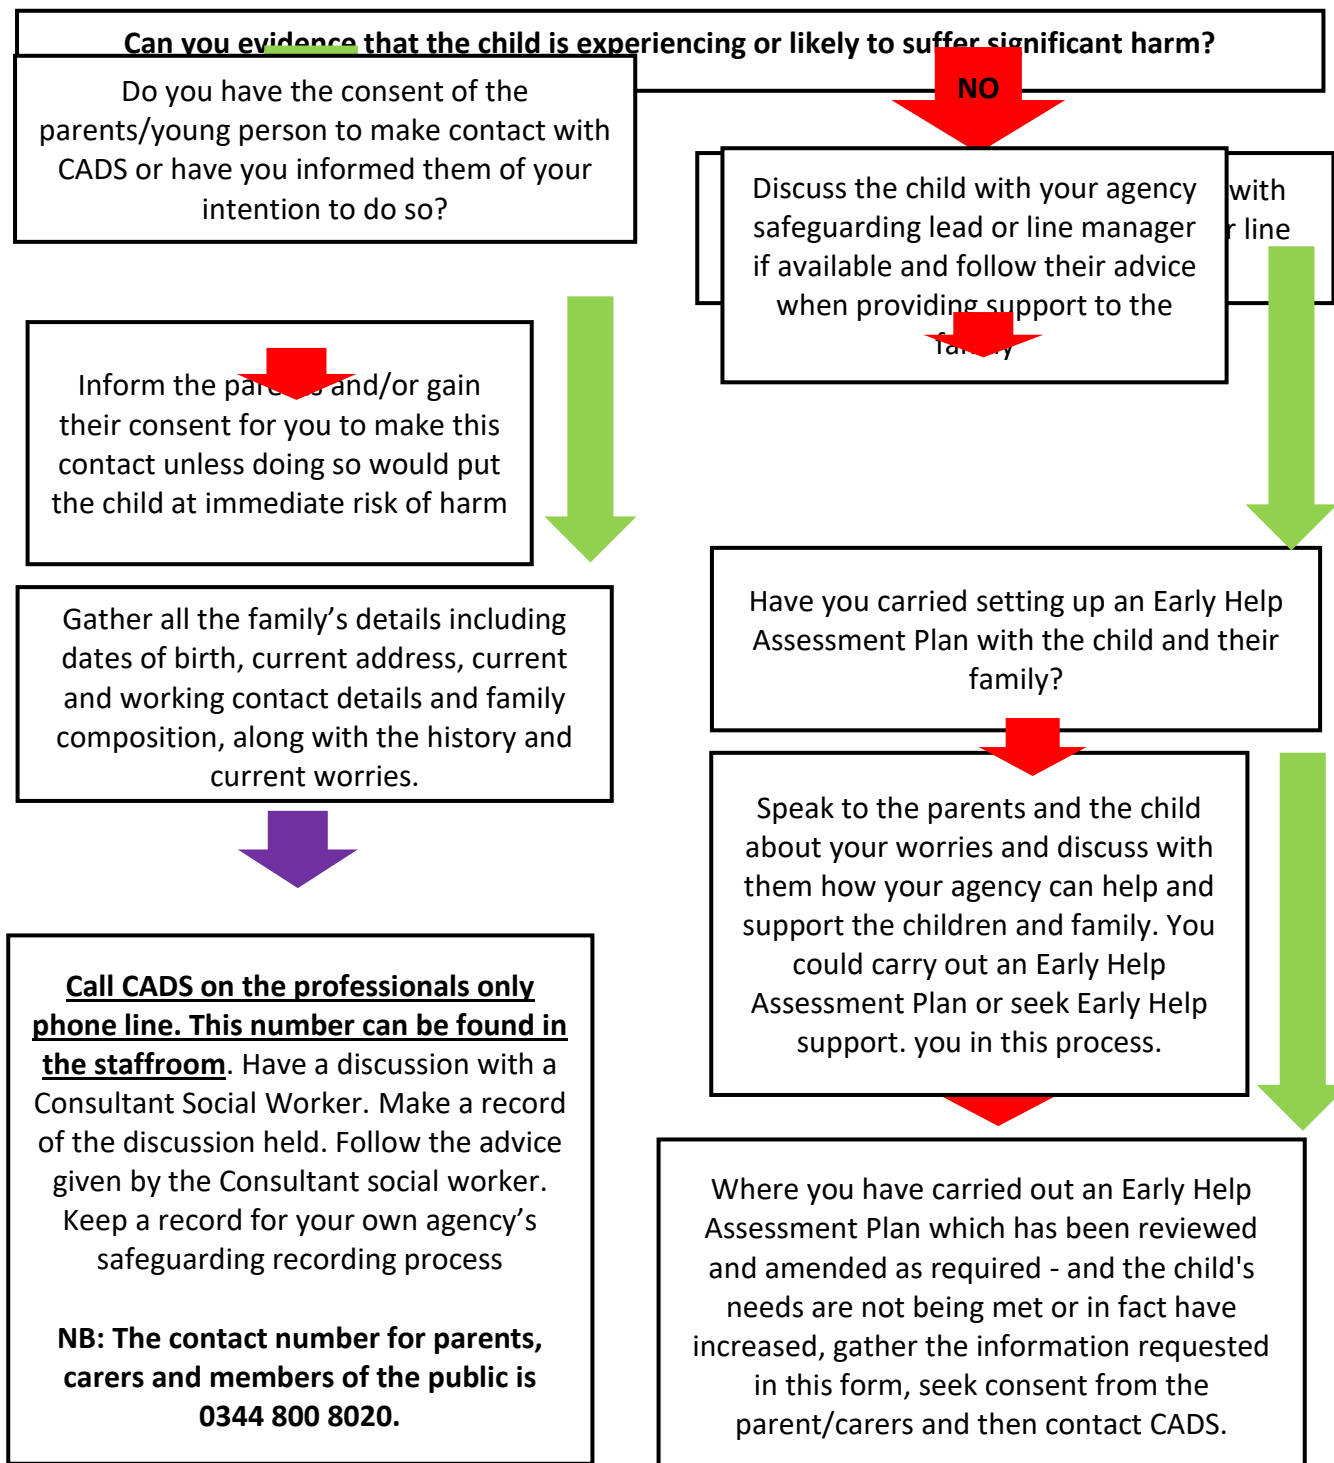 Can you evidence that the child is experiencing or likely to suffer significant harm?
Do you have the consent of the
parents/young person to make contact with
CADS or have you informed them of your
intention to do so?
Inform the parents and/or gain
their consent for you to make this
contact unless doing so would put
the child at immediate risk of harm
Gather all the family’s details including
dates of birth, current address, current
and working contact details and family
composition, along with the history and
current worries.
Call CADS on the professionals only
phone line. This number can be found in
the staffroom. Have a discussion with a
Consultant Social Worker. Make a record
of the discussion held. Follow the advice
given by the Consultant social worker.
Keep a record for your own agency’s
safeguarding recording process
NB: The contact number for parents,
carers and members of the public is
0344 800 8020.
NO
with
line
Discuss the child with your agency
safeguarding lead or line manager
if available and follow their advice
when providing support to the
family
Have you carried setting up an Early Help
Assessment Plan with the child and their
family?
Speak to the parents and the child
about your worries and discuss with
them how your agency can help and
support the children and family. You
could carry out an Early Help
Assessment Plan or seek Early Help
support. you in this process.
Where you have carried out an Early Help
Assessment Plan which has been reviewed
and amended as required - and the child's
needs are not being met or in fact have
increased, gather the information requested
in this form, seek consent from the
parent/carers and then contact CADS.